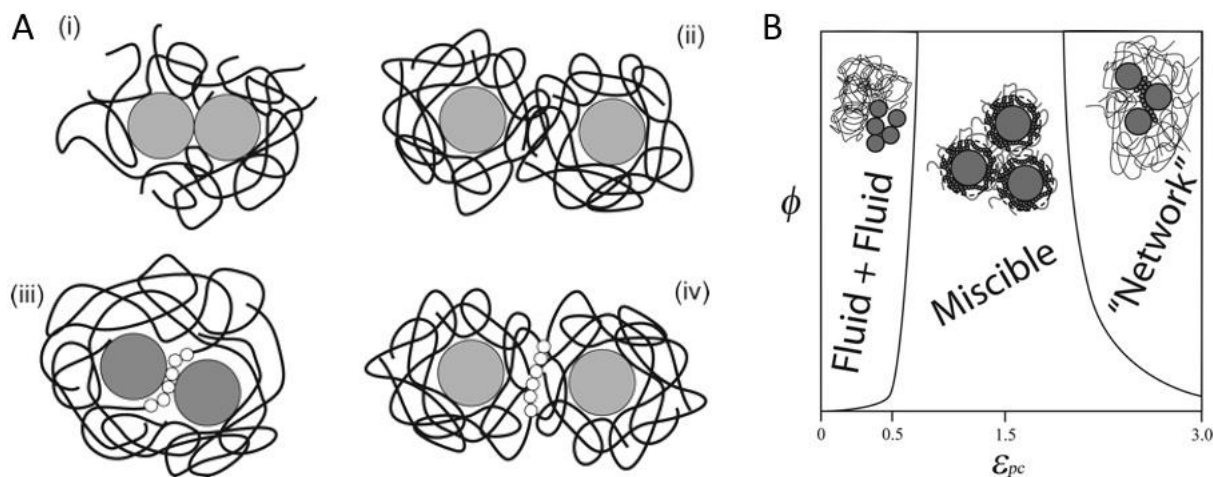 A
(i)
(ii)
(iii)
(iv)
B
ϕ
Fluid + Fluid
Miscible
"Network"
0
0.5
1.5
3.0
ε_pc